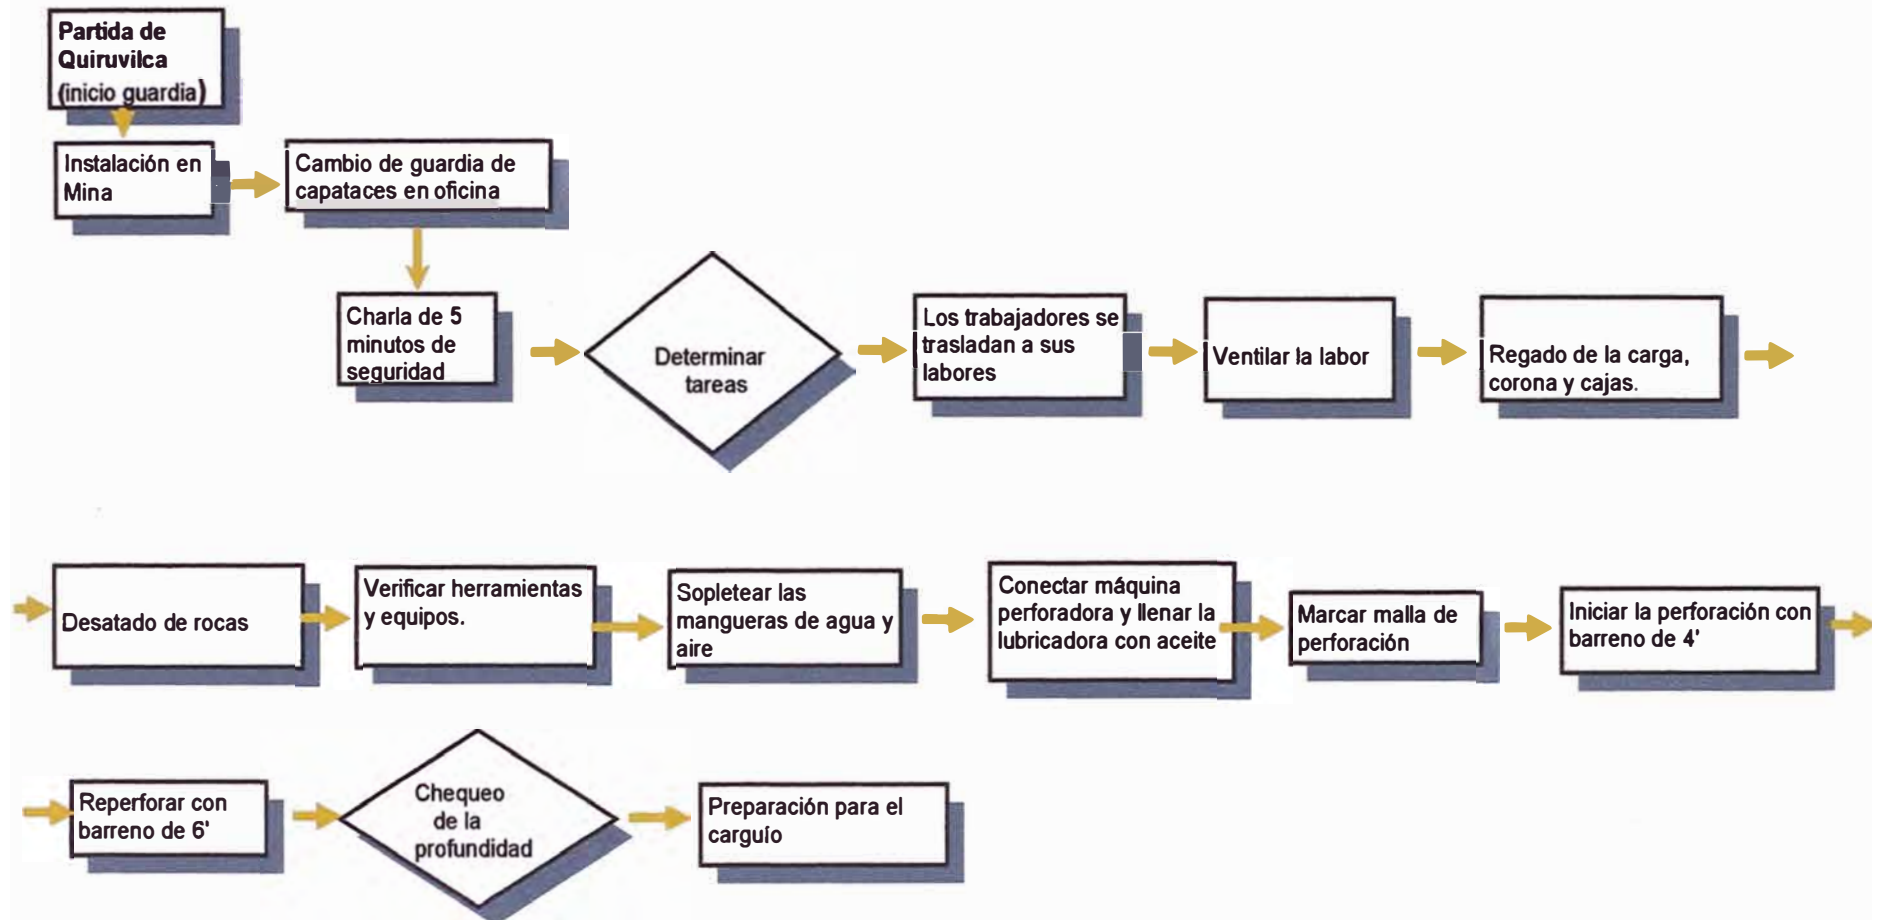 Partida de
Quiruvilca
(inicio guardia)
Instalación en
Mina
Cambio de guardia de
capataces en oficina
Charla de 5
minutos de
seguridad
Determinar
tareas
Los trabajadores se
trasladan a sus
labores
Ventilar la labor
Regado de la carga,
corona y cajas.
Desatado de rocas
Verificar herramientas
y equipos.
Sopletear las
mangueras de agua y
aire
Conectar máquina
perforadora y llenar la
lubricadora con aceite
Marcar malla de
perforación
Iniciar la perforación con
barreno de 4'
Reperforar con
barreno de 6'
Chequeo
de la
profundidad
Preparación para el
carguío